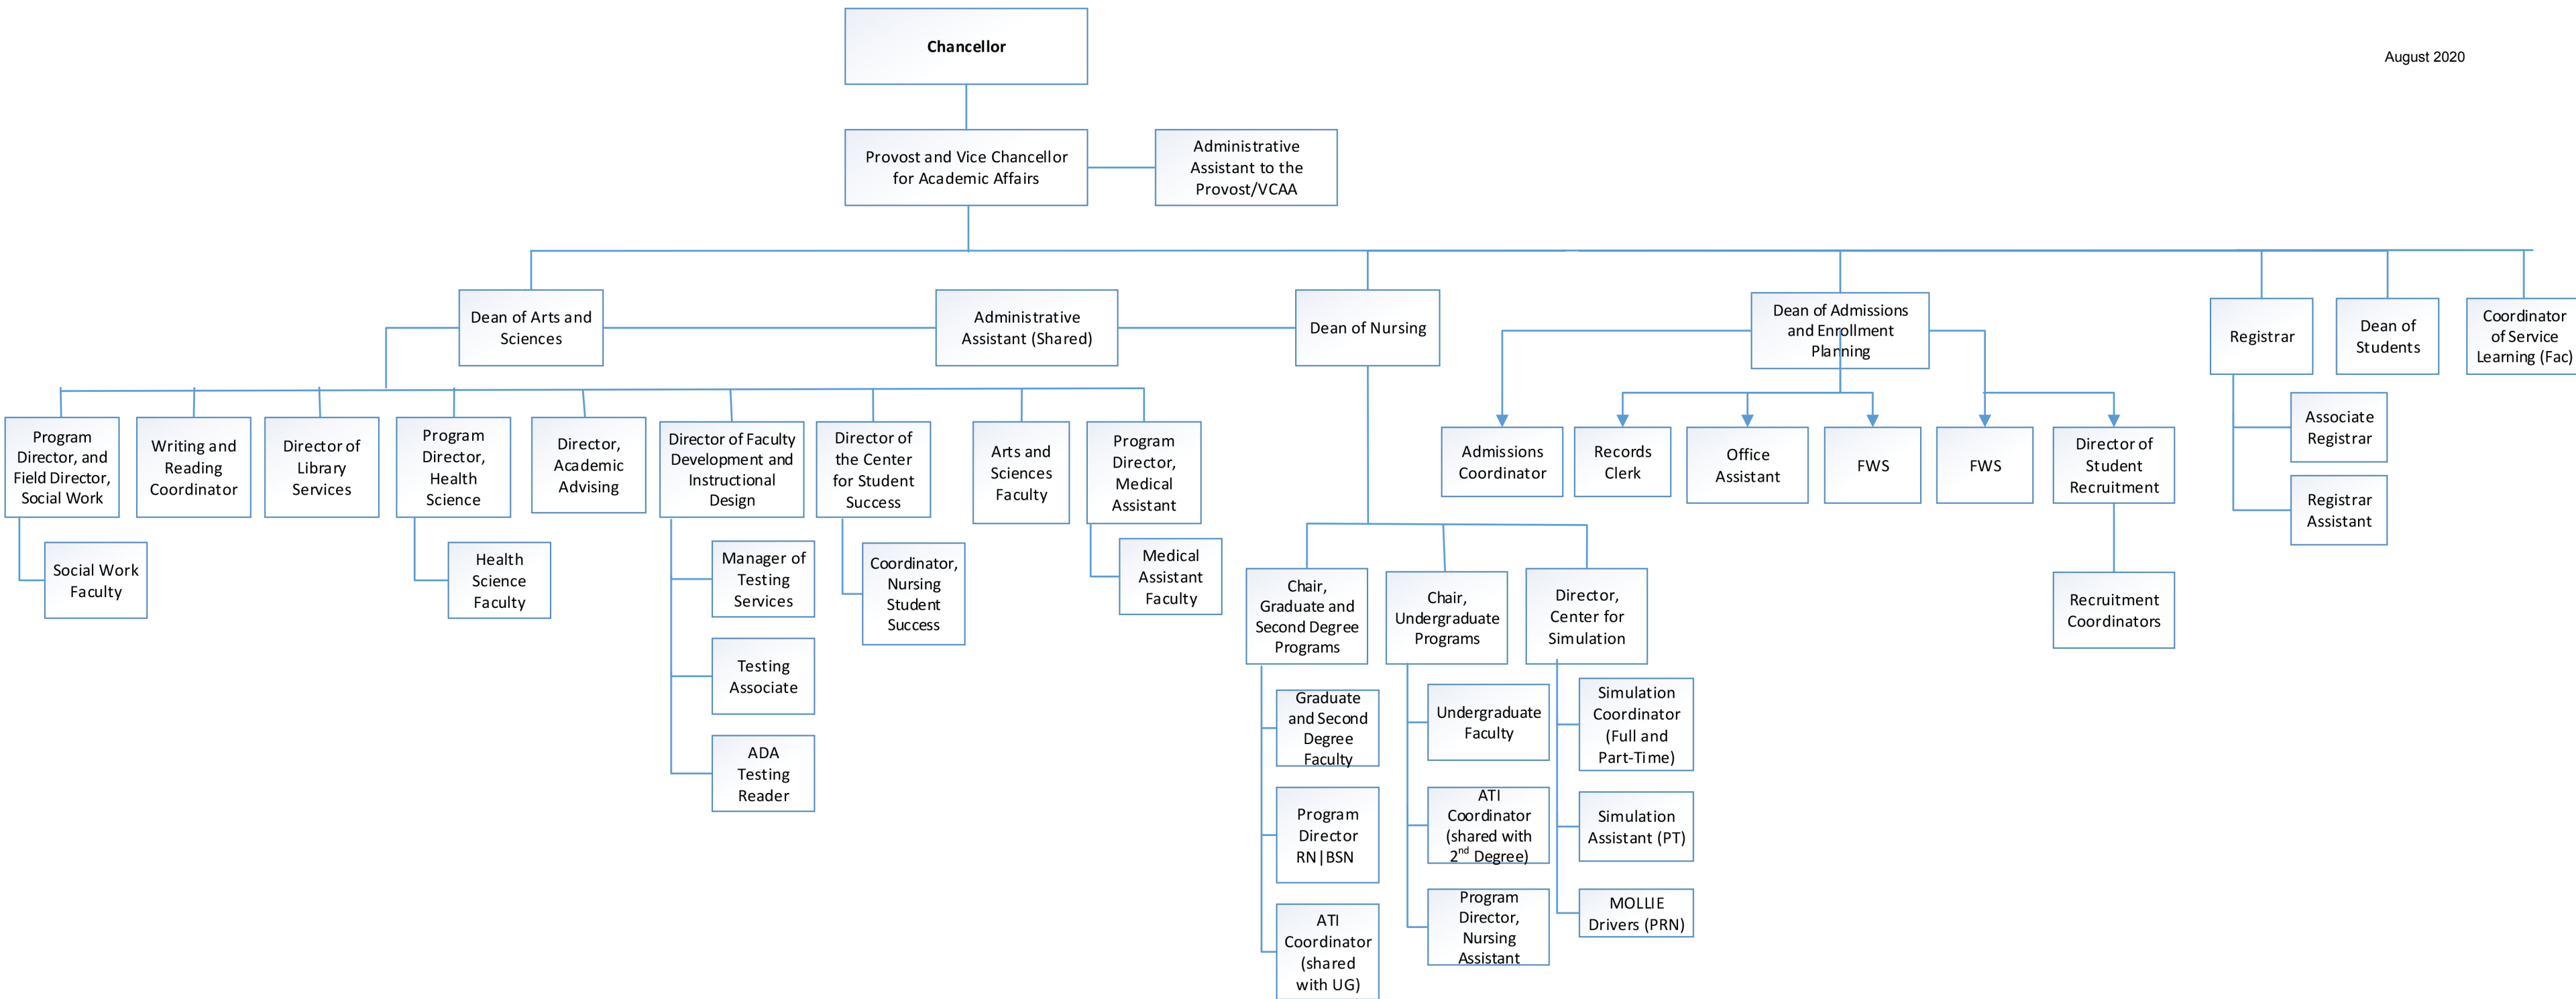 Chancellor
August 2020
Provost and Vice Chancellor
for Academic Affairs
Administrative
Assistant to the
Provost/VCAA
Dean of Arts and
Sciences
Administrative
Assistant (Shared)
Dean of Nursing
Dean of Admissions
and Enrollment
Planning
Registrar
Dean of
Students
Coordinator
of Service
Learning (Fac)
Program
Director, and
Field Director,
Social Work
Writing and
Reading
Coordinator
Director of
Library
Services
Program
Director,
Health
Science
Director,
Academic
Advising
Director of Faculty
Development and
Instructional
Design
Director of
the Center
for Student
Success
Arts and
Sciences
Faculty
Program
Director,
Medical
Assistant
Admissions
Coordinator
Records
Clerk
Office
Assistant
FWS
FWS
Director of
Student
Recruitment
Associate
Registrar
Registrar
Assistant
Social Work
Faculty
Health
Science
Faculty
Manager of
Testing
Services
Testing
Associate
ADA
Testing
Reader
Coordinator,
Nursing
Student
Success
Medical
Assistant
Faculty
Chair,
Graduate and
Second Degree
Programs
Chair,
Undergraduate
Programs
Director,
Center for
Simulation
Recruitment
Coordinators
Graduate
and Second
Degree
Faculty
Program
Director
RN|BSN
ATI
Coordinator
(shared
with UG)
Undergraduate
Faculty
ATI
Coordinator
(shared with
2nd Degree)
Program
Director,
Nursing
Assistant
Simulation
Coordinator
(Full and
Part-Time)
Simulation
Assistant (PT)
MOLLIE
Drivers (PRN)